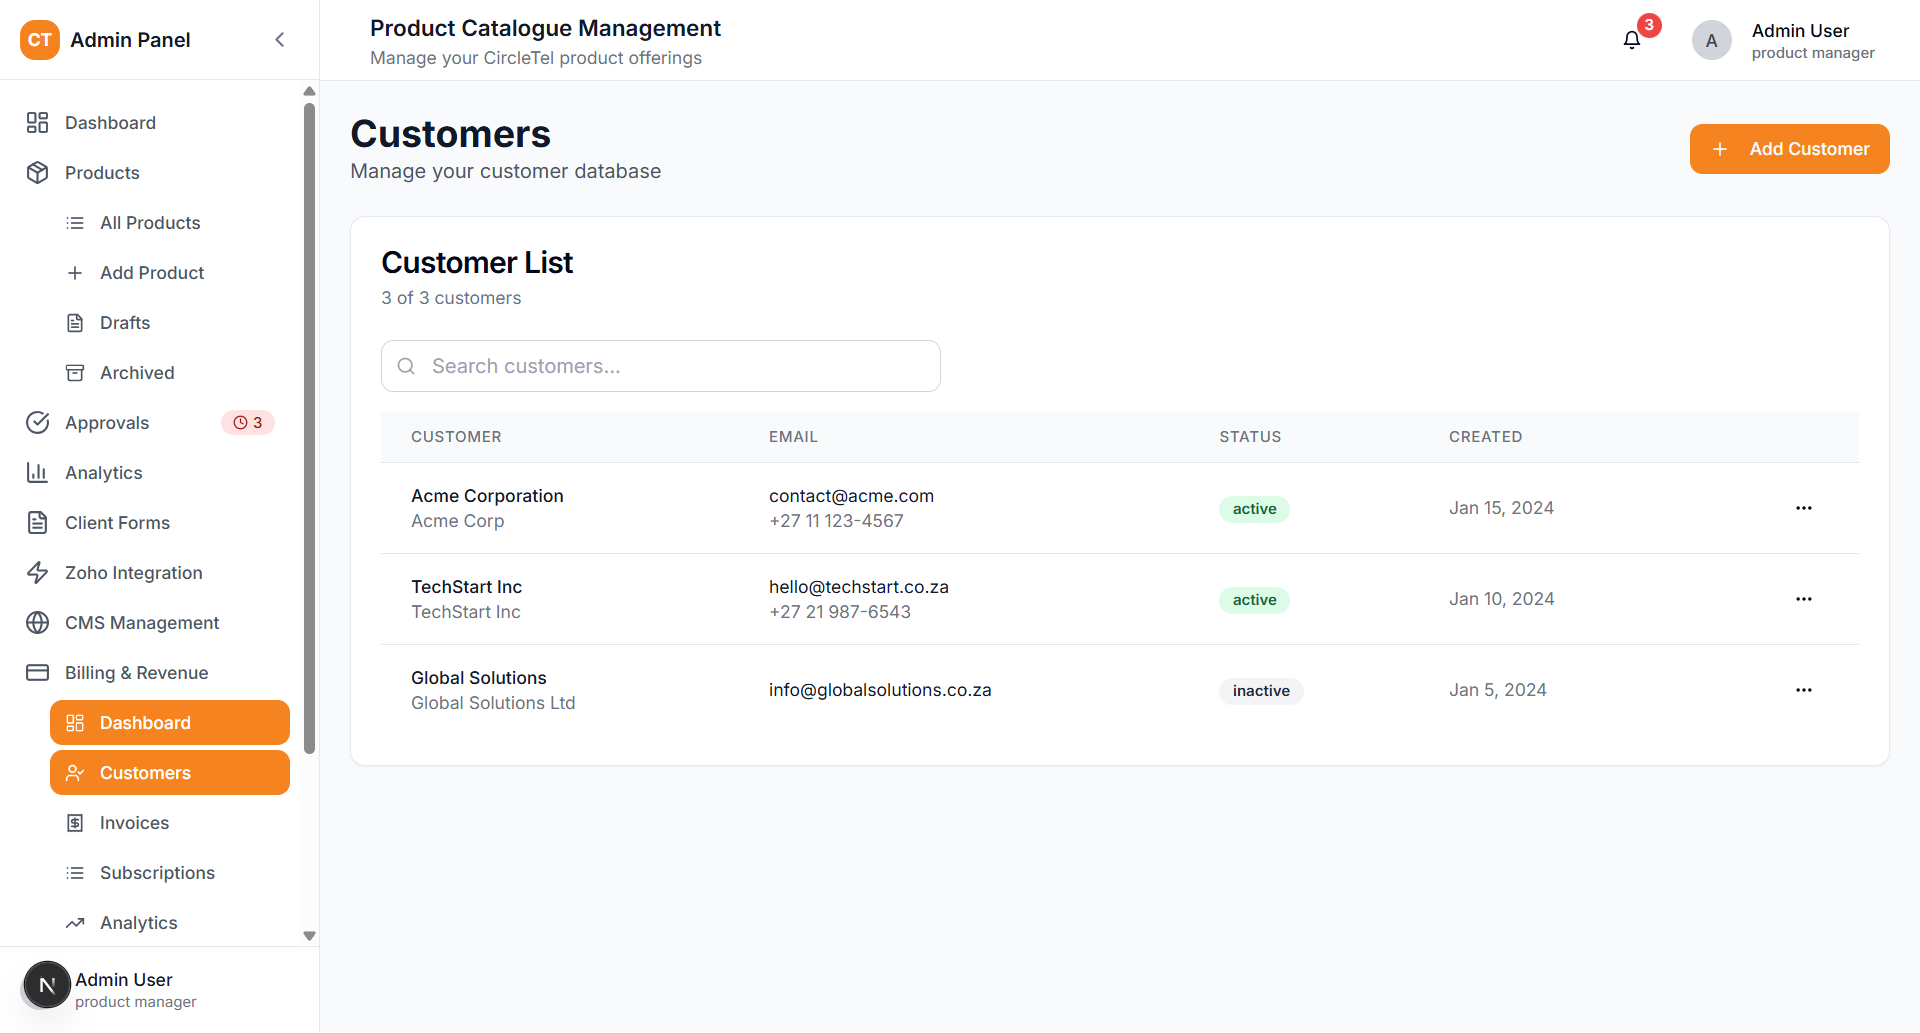 CT Admin Panel
Dashboard
Products
All Products
Add Product
Drafts
Archived
Approvals 3
Analytics
Client Forms
Zoho Integration
CMS Management
Billing & Revenue
Dashboard
Customers
Invoices
Subscriptions
Analytics
N
Admin User
product manager
Product Catalogue Management
Manage your CircleTel product offerings
3
A
Admin User
product manager
Customers
Manage your customer database
Add Customer
Customer List
3 of 3 customers
Search customers...
CUSTOMER EMAIL STATUS CREATED
Acme Corporation contact@acme.com active Jan 15, 2024
Acme Corp +27 11 123-4567
TechStart Inc hello@techstart.co.za active Jan 10, 2024
TechStart Inc +27 21 987-6543
Global Solutions info@globalsolutions.co.za inactive Jan 5, 2024
Global Solutions Ltd